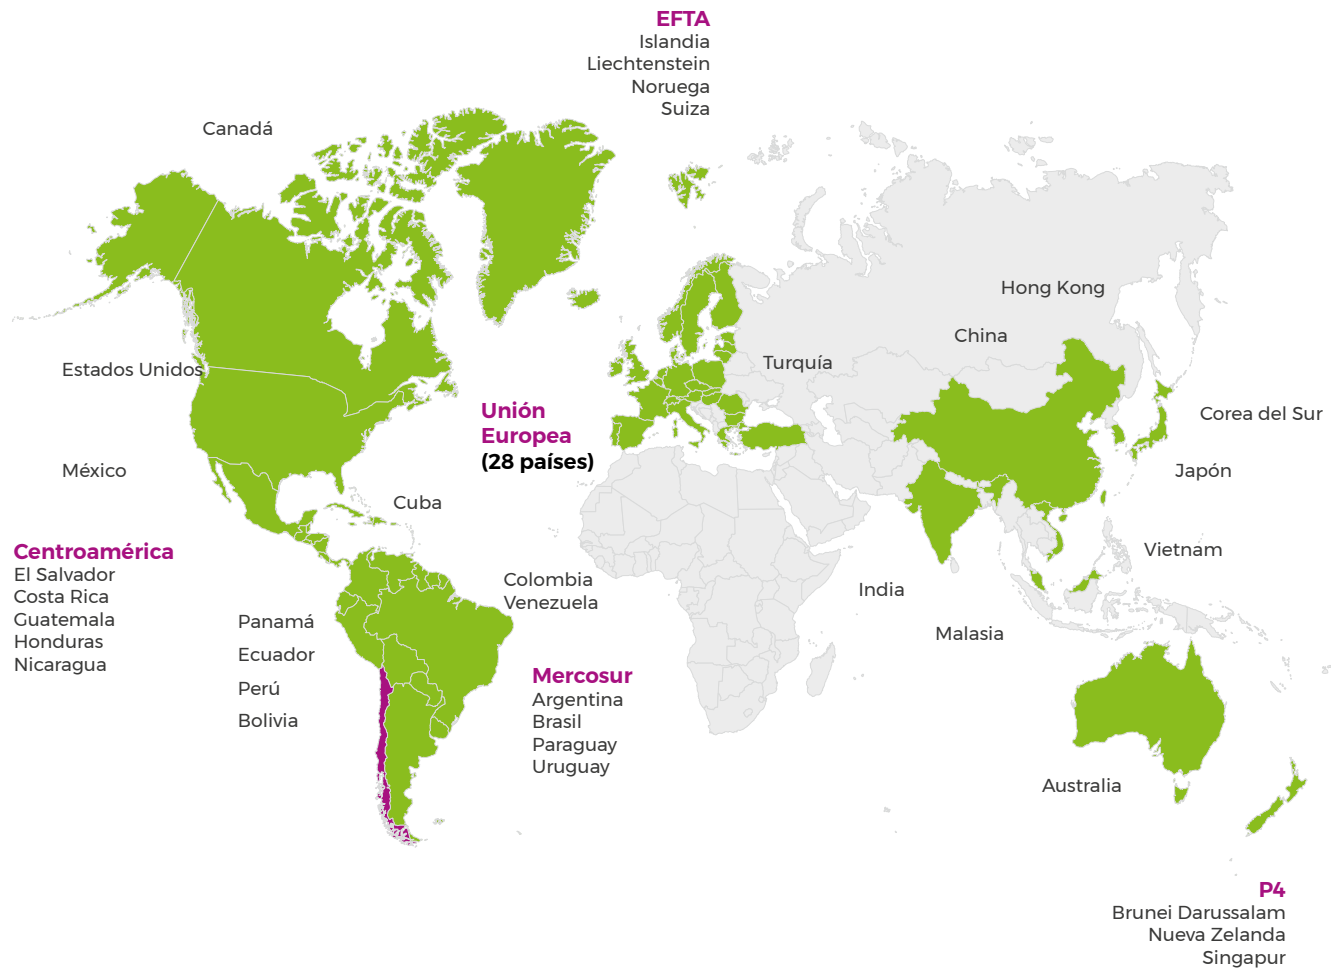 EFTA
Islandia
Liechtenstein
Noruega
Suiza
Canadá
Hong Kong
China
Turquía
Estados Unidos
Unión
Europea
(28 países)
Corea del Sur
México
Japón
Cuba
Centroamérica
El Salvador
Costa Rica
Guatemala
Honduras
Nicaragua
Vietnam
Colombia
Venezuela
India
Panamá
Ecuador
Perú
Bolivia
Malasia
Mercosur
Argentina
Brasil
Paraguay
Uruguay
Australia
P4
Brunei Darussalam
Nueva Zelanda
Singapur